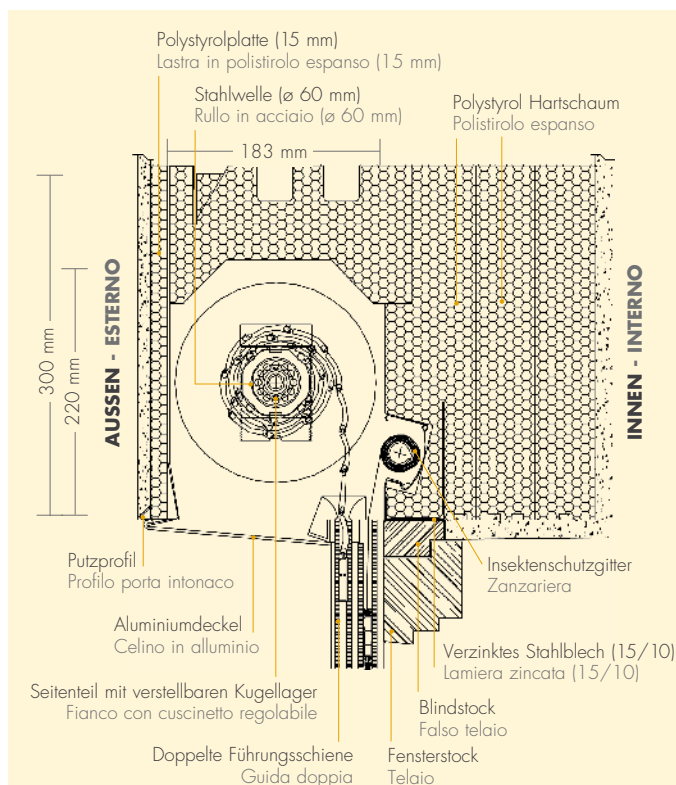 Polystyrolplatte (15 mm)
Lastra in polistirolo espanso (15 mm)
Stahlwelle (ø 60 mm)
Rullo in acciaio (ø 60 mm)
Polystyrol Hartschaum
Polistirolo espanso
183 mm
300 mm
220 mm
AUSSEN - ESTERNO
INNEN - INTERNO
Putzprofil
Profilo porta intonaco
Insektenschutzgitter
Zanzariera
Aluminiumdeckel
Celino in alluminio
Verzinktes Stahlblech (15/10)
Lamiera zincata (15/10)
Seitenteil mit verstellbaren Kugellager
Fianco con cuscinetto regolabile
Blindstock
Falso telaio
Doppelte Führungsschiene
Guida doppia
Fensterstock
Telaio